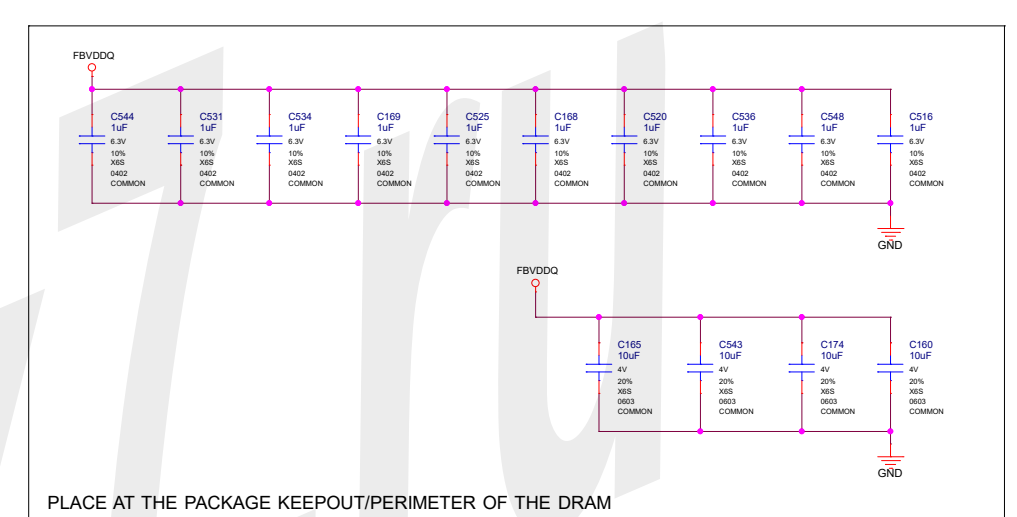 FBVDDQ
C544 C531 C534 C169 C525 C168 C520 C536 C548 C516
1uF 1uF 1uF 1uF 1uF 1uF 1uF 1uF 1uF 1uF
6.3V 6.3V 6.3V 6.3V 6.3V 6.3V 6.3V 6.3V 6.3V 6.3V
10% 10% 10% 10% 10% 10% 10% 10% 10% 10%
X6S X6S X6S X6S X6S X6S X6S X6S X6S X6S
0402 0402 0402 0402 0402 0402 0402 0402 0402 0402
COMMON COMMON COMMON COMMON COMMON COMMON COMMON COMMON COMMON COMMON
GND
FBVDDQ
C165 C543 C174 C160
10uF 10uF 10uF 10uF
4V 4V 4V 4V
20% 20% 20% 20%
X6S X6S X6S X6S
0603 0603 0603 0603
COMMON COMMON COMMON COMMON
GND
PLACE AT THE PACKAGE KEEPOUT/PERIMETER OF THE DRAM